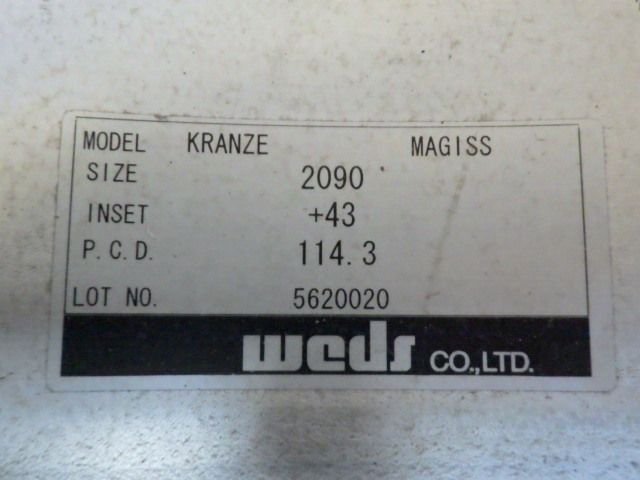 MODEL KRANZE MAGISS
SIZE 2090
INSET +43
P.C.D. 114.3
LOT NO. 5620020
weds CO.,LTD.